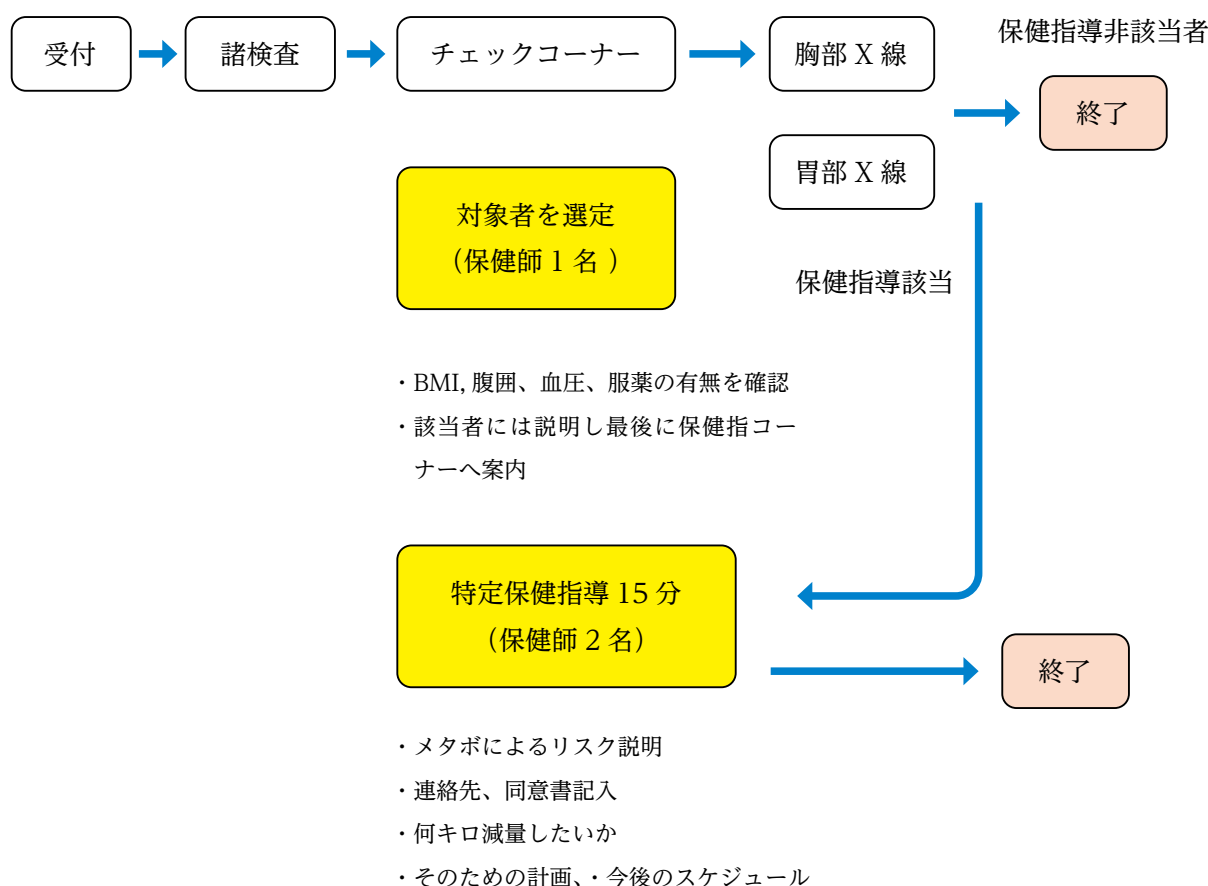 受付
諸検査
チェックコーナー
胸部 X 線
保健指導非該当者
終了
胃部 X 線
対象者を選定
（保健師 1 名 ）
保健指導該当
・BMI, 腹囲、血圧、服薬の有無を確認
・該当者には説明し最後に保健指コー
ナーへ案内
特定保健指導 15 分
（保健師 2 名）
終了
・メタボによるリスク説明
・連絡先、同意書記入
・何キロ減量したいか
・そのための計画、・今後のスケジュール